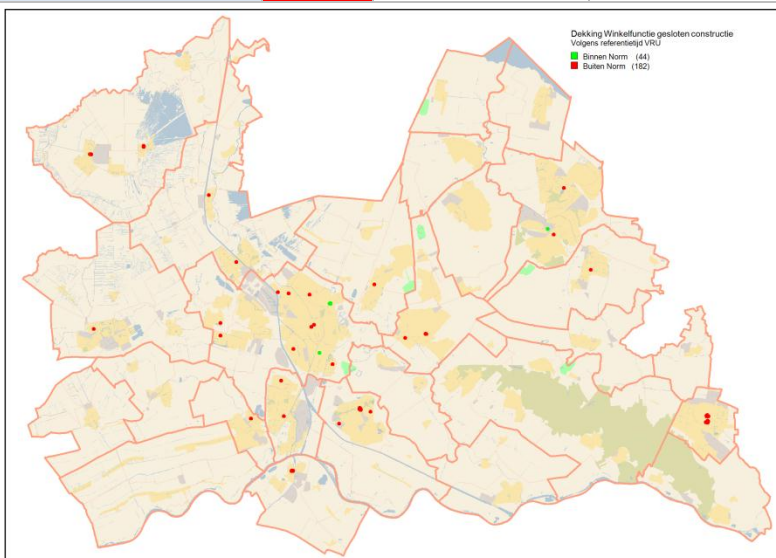 Dekking Winkelfunctie gesloten constructie
Volgens referentietijd VRU
Binnen Norm (44)
Buiten Norm (182)